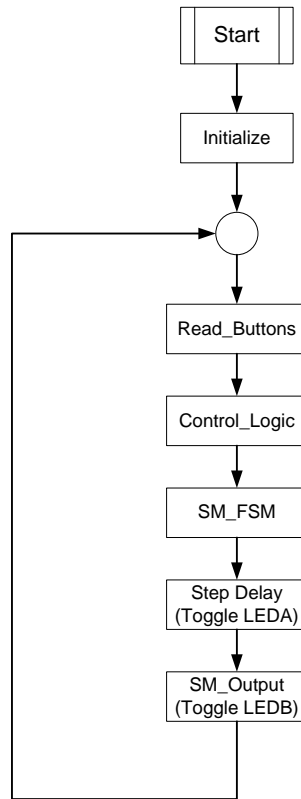 Start
Initialize
Read_Buttons
Control_Logic
SM_FSM
Step Delay
(Toggle LEDA)
SM_Output
(Toggle LEDB)